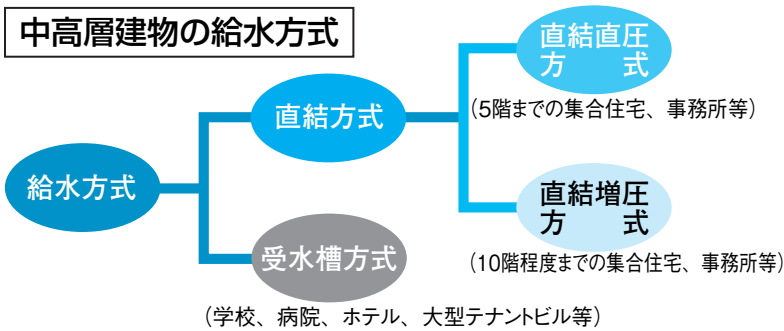 中高層建物の給水方式
給水方式
直結方式
直結直圧
方式
(5階までの集合住宅、事務所等)
直結増圧
方式
(10階程度までの集合住宅、事務所等)
受水槽方式
(学校、病院、ホテル、大型テナントビル等)